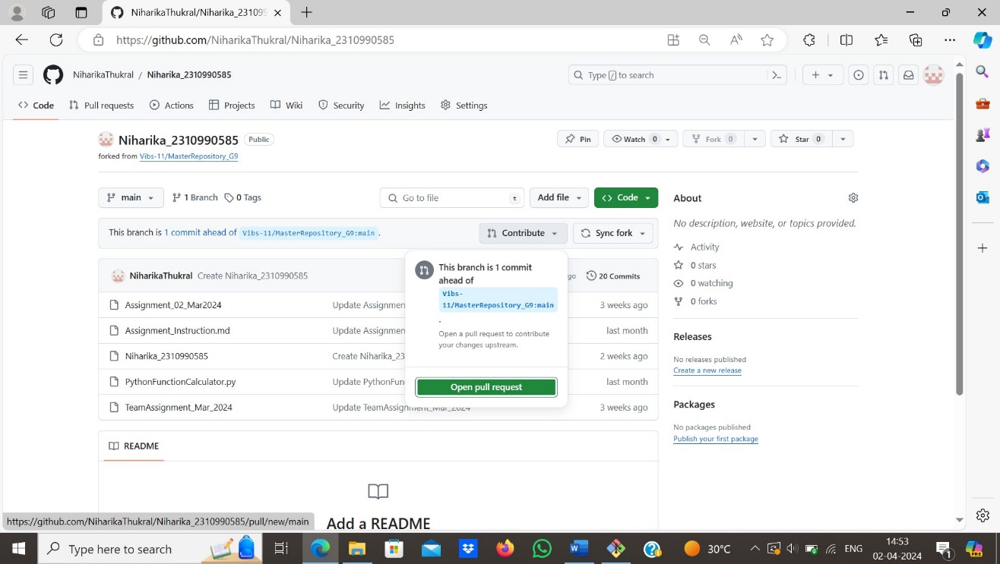 NiharikaThukral/Niharika_23109
https://github.com/NiharikaThukral/Niharika_2310990585
NiharikaThukral / Niharika_2310990585
Type / to search
Code Pull requests Actions Projects Wiki Security Insights Settings
Niharika_2310990585 Public
Pin Watch 0 Fork 0 Star 0
forked from Vibs-11/MasterRepository_G9
main 1 Branch 0 Tags Go to file t Add file Code
About
No description, website, or topics provided.
This branch is 1 commit ahead of Vibs-11/MasterRepository_G9:main .
Contribute Sync fork
Activity
0 stars
0 watching
0 forks
This branch is 1 commit
ahead of
Vibs-
11/MasterRepository_G9:main
.
Open a pull request to contribute
your changes upstream.
Open pull request
NiharikaThukral Create Niharika_2310990585 go 20 Commits
Assignment_02_Mar2024 Update Assignmen 3 weeks ago
Assignment_Instruction.md Update Assignmen last month
Niharika_2310990585 Create Niharika_23 2 weeks ago
PythonFunctionCalculator.py Update PythonFun last month
TeamAssignment_Mar_2024 Update TeamAssignment_Mar_2024 3 weeks ago
Releases
No releases published
Create a new release
Packages
No packages published
Publish your first package
README
Add a README
https://github.com/NiharikaThukral/Niharika_2310990585/pull/new/main
Type here to search
30°C
ENG
14:53
02-04-2024
1
PRE